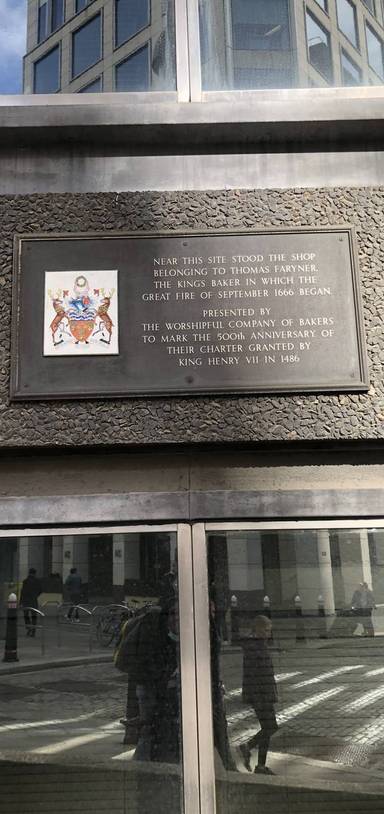 NEAR THIS SITE STOOD THE SHOP
BELONGING TO THOMAS FARYNER,
THE KING'S BAKER IN WHICH THE
GREAT FIRE OF SEPTEMBER 1666 BEGAN.
PRESENTED BY
THE WORSHIPFUL COMPANY OF BAKERS
TO MARK THE 500th ANNIVERSARY OF
THEIR CHARTER GRANTED BY
KING HENRY VII IN 1486